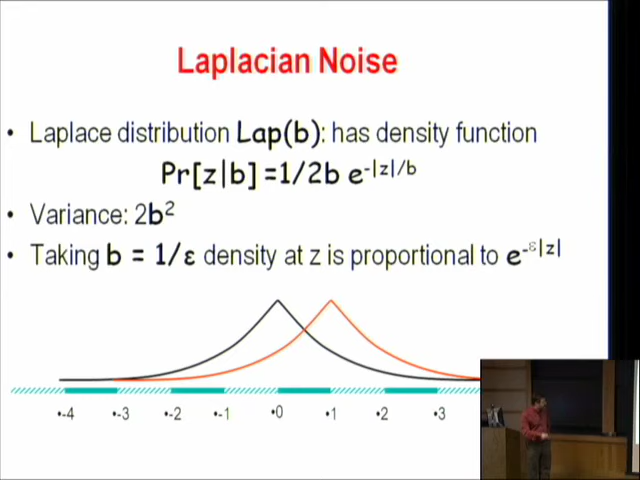 Laplacian Noise
• Laplace distribution Lap(b): has density function
Pr[z|b] =1/2b e^-|z|/b
• Variance: 2b²
• Taking b = 1/ε density at z is proportional to e^-ε|z|
•-4 •-3 •-2 •-1 •0 •1 •2 •3